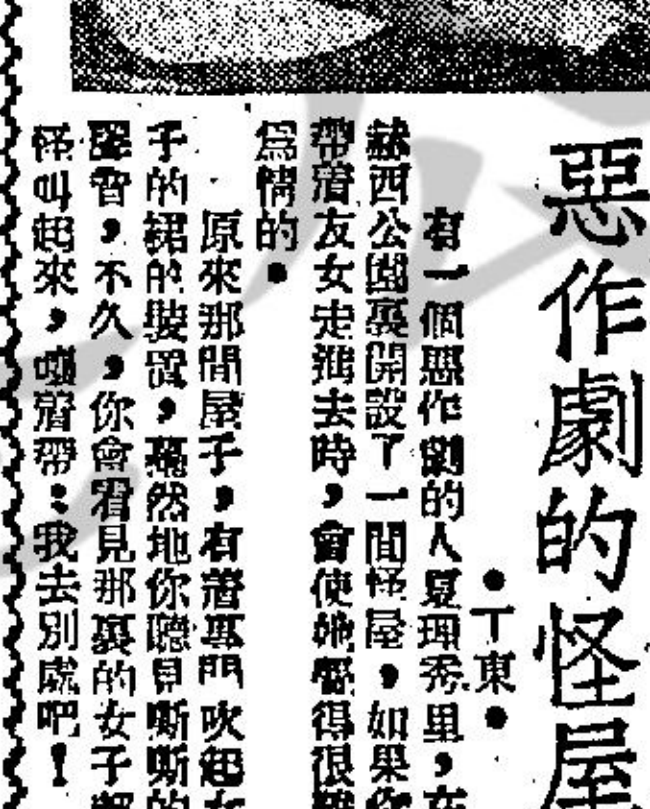 惡作劇的怪屋
●丁東●
有一個惡作劇的人夏理秀里,在
赫西公園裏開設了一間怪屋,如果你
帶着友女走進去時,會使她覺得很難
爲情的。
原來那間屋子,有着專門吹起女
子的裙的裝置,驀然地你聽見嘶嘶的
聲響,不久,你會看見那裏的女子
怪叫起來,嚷着帶:我去別處吧!